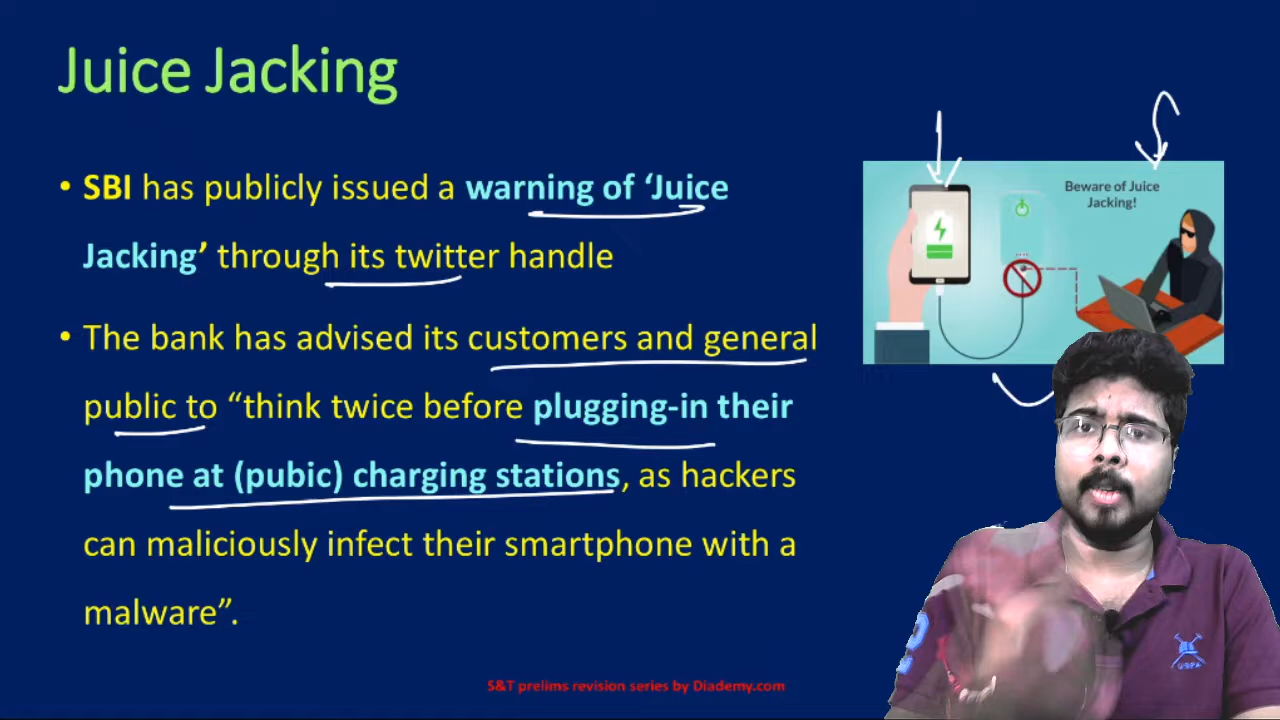 Juice Jacking
• SBI has publicly issued a warning of ‘Juice
Jacking’ through its twitter handle
• The bank has advised its customers and general
public to “think twice before plugging-in their
phone at (pubic) charging stations, as hackers
can maliciously infect their smartphone with a
malware”.
Beware of Juice
Jacking!
USPA
S&T prelims revision series by Diademy.com